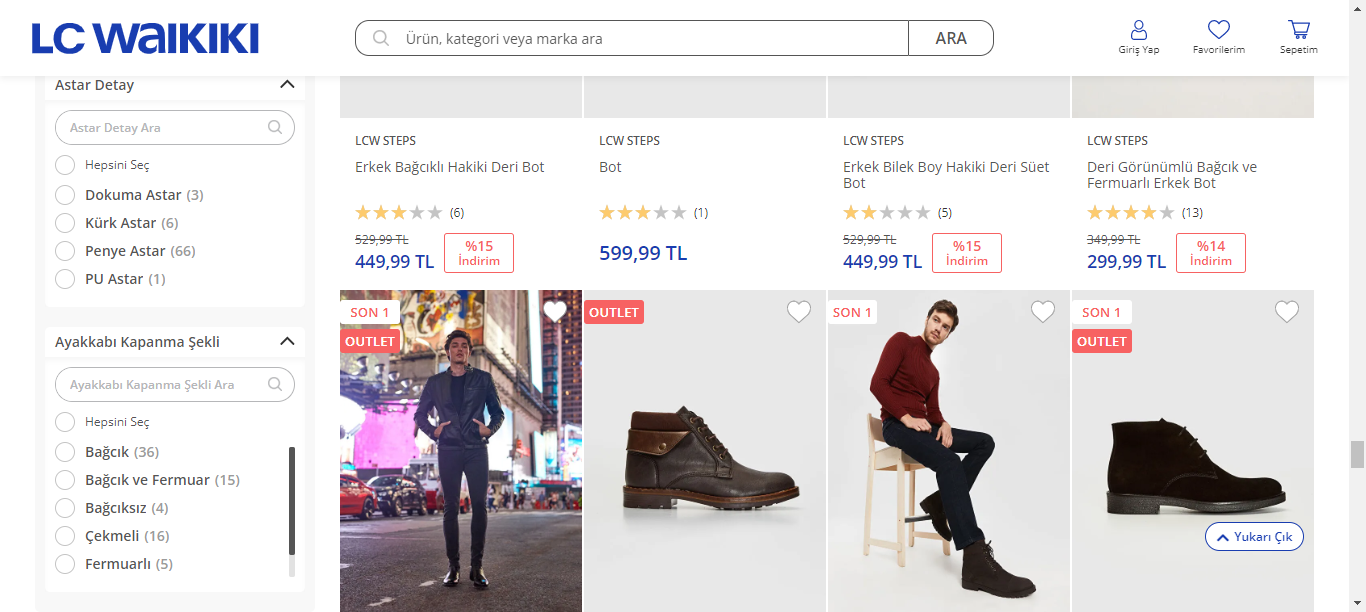 LC WAIKIKI
Ürün, kategori veya marka ara
ARA
Giriş Yap
Favorilerim
Sepetim
Astar Detay
Astar Detay Ara
Hepsini Seç
Dokuma Astar (3)
Kürk Astar (6)
Penye Astar (66)
PU Astar (1)
Ayakkabı Kapanma Şekli
Ayakkabı Kapanma Şekli Ara
Hepsini Seç
Bağcık (36)
Bağcık ve Fermuar (15)
Bağcıksız (4)
Çekmeli (16)
Fermuarlı (5)
LCW STEPS
Erkek Bağcıklı Hakiki Deri Bot
(6)
529,99 TL
449,99 TL
%15
İndirim
LCW STEPS
Bot
(1)
599,99 TL
LCW STEPS
Erkek Bilek Boy Hakiki Deri Süet
Bot
(5)
529,99 TL
449,99 TL
%15
İndirim
LCW STEPS
Deri Görünümlü Bağcık ve
Fermuarlı Erkek Bot
(13)
349,99 TL
299,99 TL
%14
İndirim
SON 1
OUTLET
OUTLET
SON 1
SON 1
OUTLET
Yukarı Çık